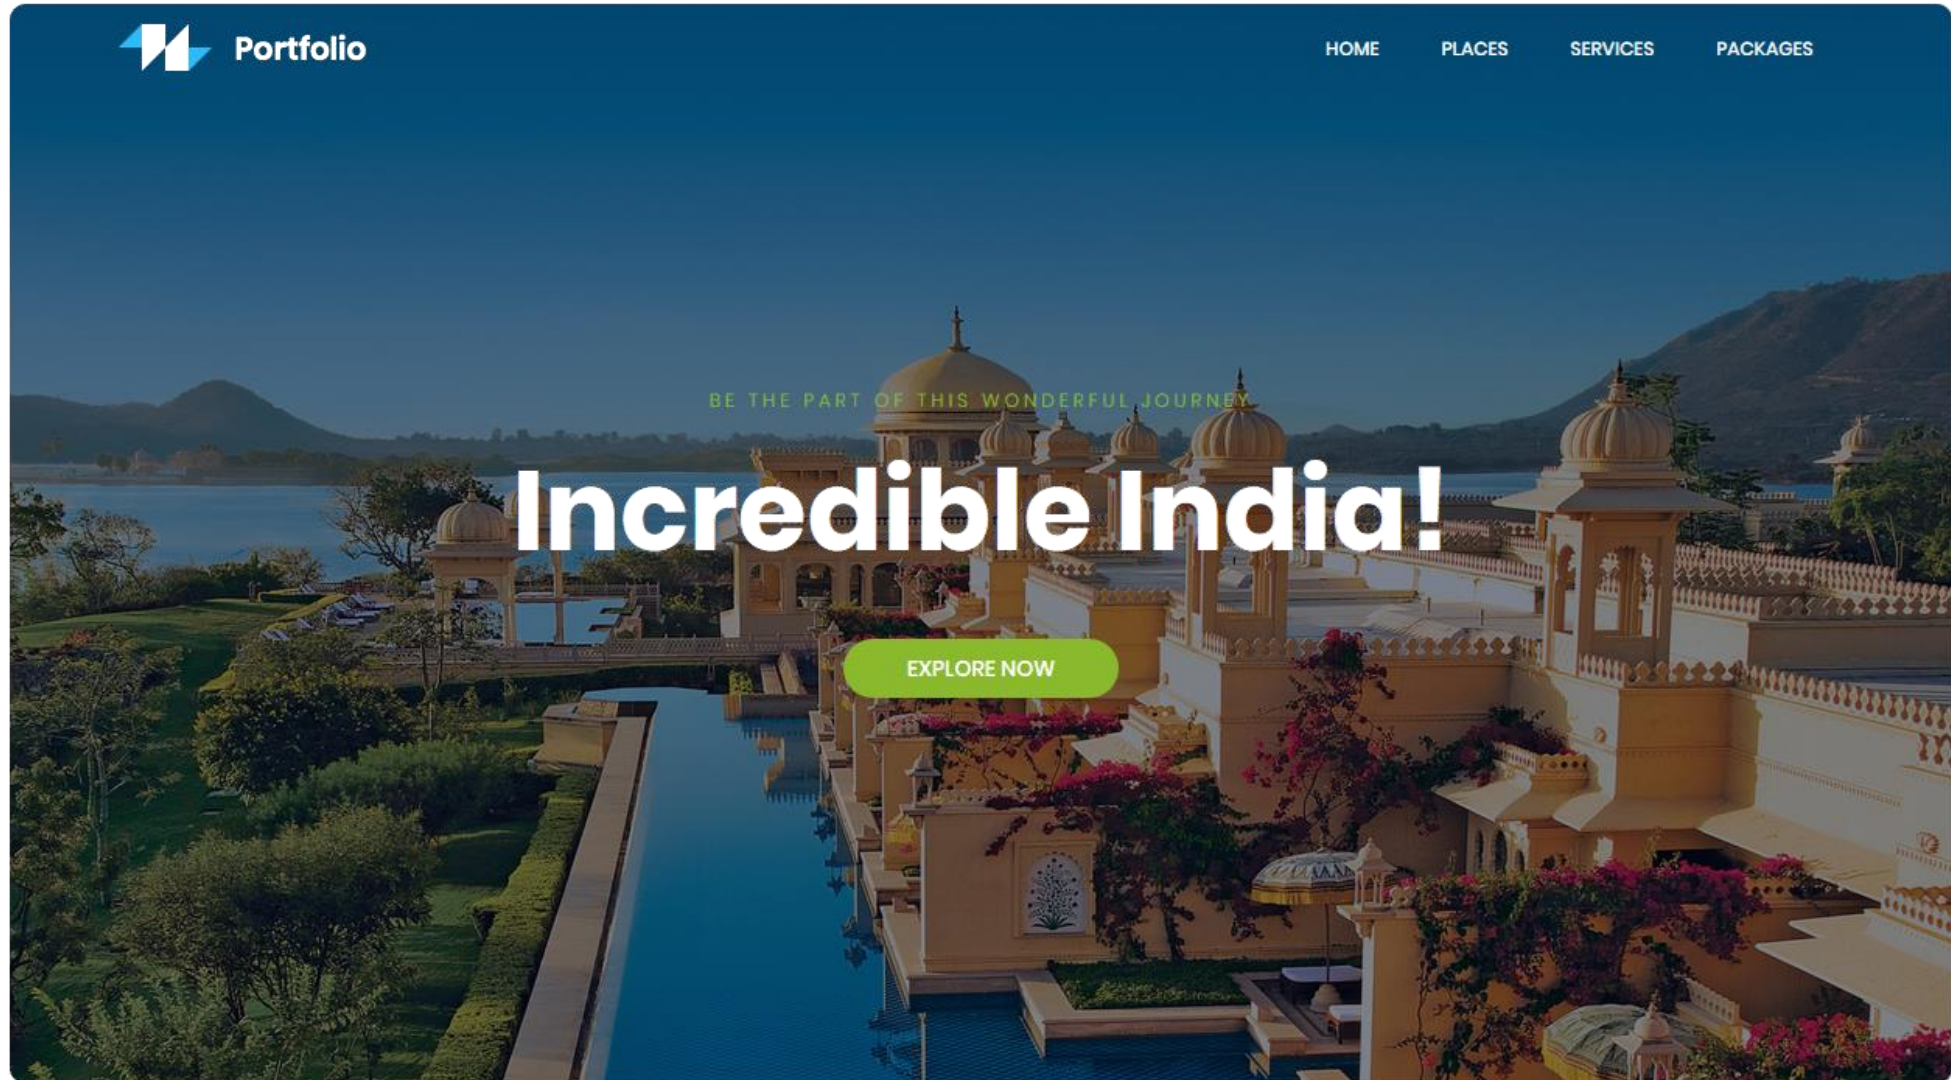 Portfolio
HOME PLACES SERVICES PACKAGES
BE THE PART OF THIS WONDERFUL JOURNEY
Incredible India!
EXPLORE NOW